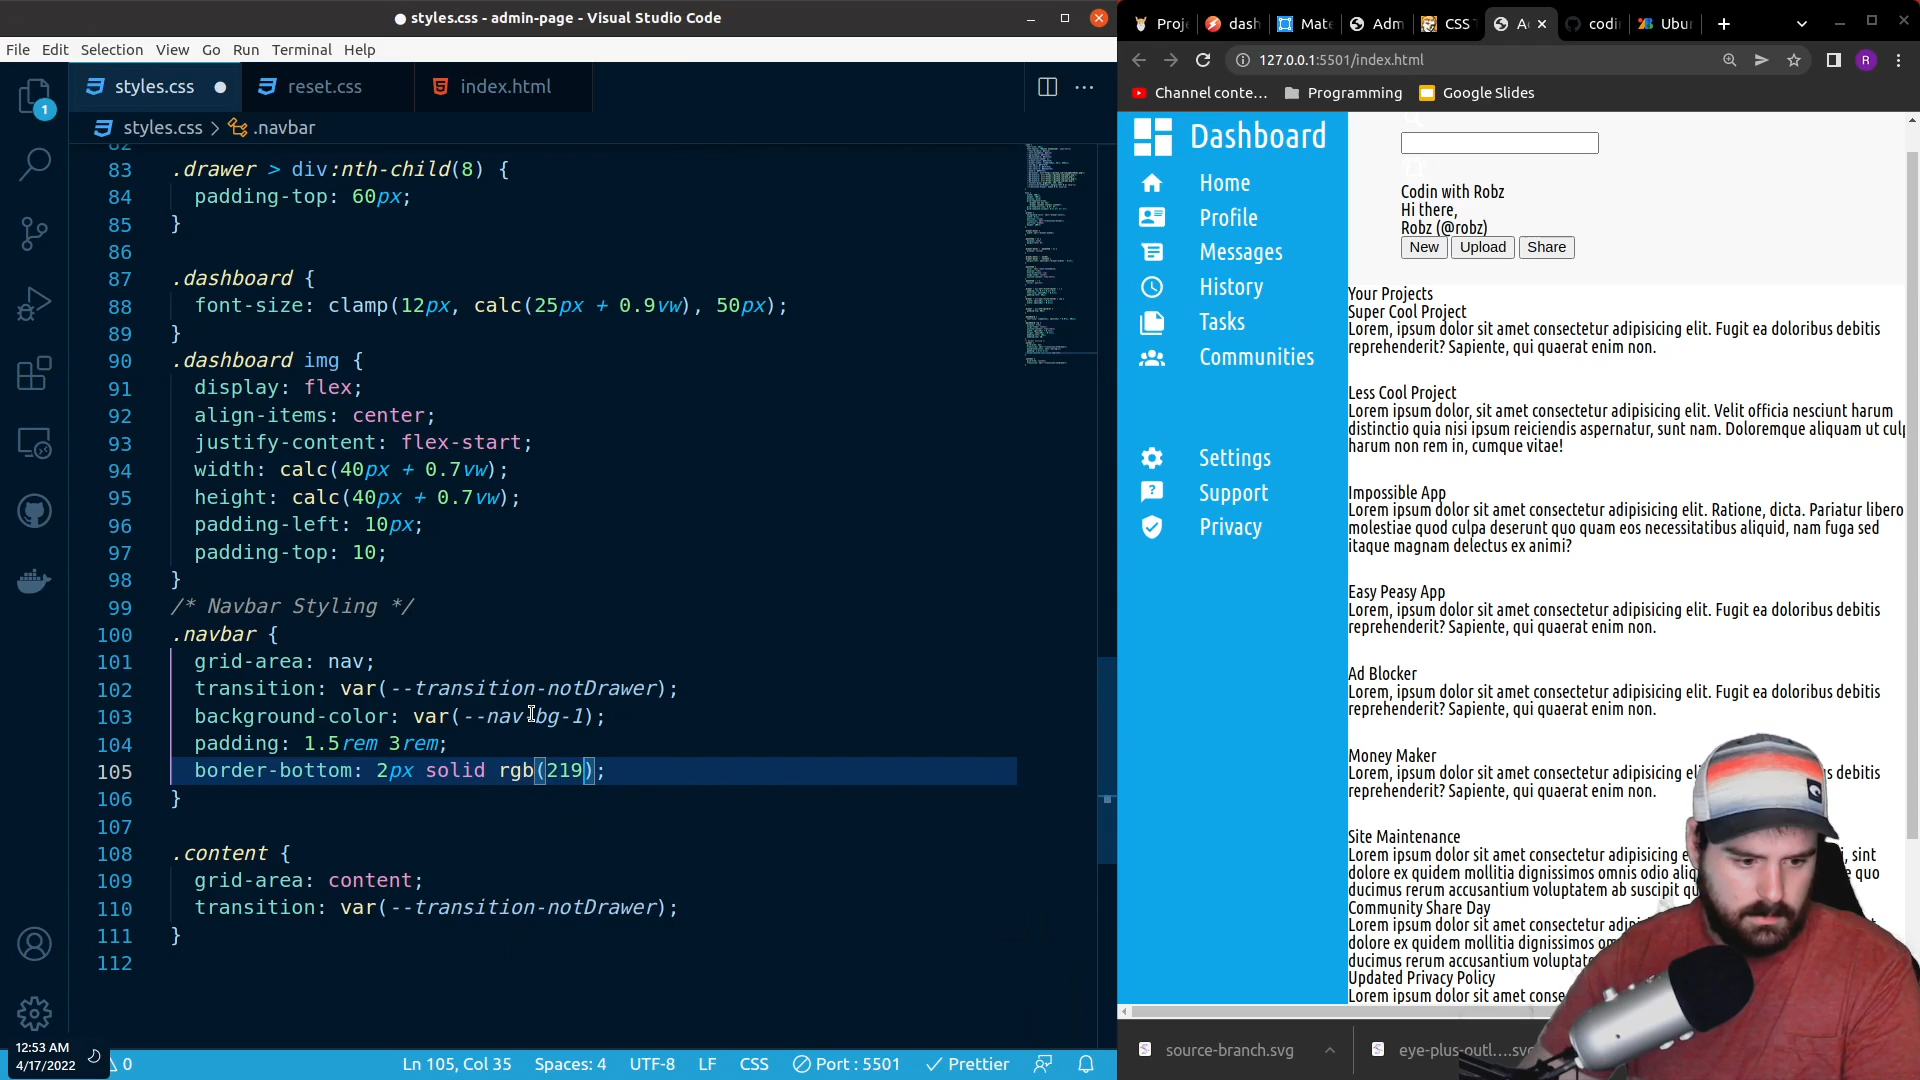 styles.css - admin-page - Visual Studio Code
File Edit Selection View Go Run Terminal Help
styles.css reset.css index.html
styles.css > .navbar
82
83 .drawer > div:nth-child(8) {
84 padding-top: 60px;
85 }
86
87 .dashboard {
88 font-size: clamp(12px, calc(25px + 0.9vw), 50px);
89 }
90 .dashboard img {
91 display: flex;
92 align-items: center;
93 justify-content: flex-start;
94 width: calc(40px + 0.7vw);
95 height: calc(40px + 0.7vw);
96 padding-left: 10px;
97 padding-top: 10;
98 }
99 /* Navbar Styling */
100 .navbar {
101 grid-area: nav;
102 transition: var(--transition-notDrawer);
103 background-color: var(--nav-bg-1);
104 padding: 1.5rem 3rem;
105 border-bottom: 2px solid rgb(219);
106 }
107
108 .content {
109 grid-area: content;
110 transition: var(--transition-notDrawer);
111 }
112
1
12:53 AM
4/17/2022
0 Ln 105, Col 35 Spaces: 4 UTF-8 LF CSS Port : 5501 Prettier
Proj dash Mate Adm CSS A codi Ubu
127.0.0.1:5501/index.html R
Channel conte... Programming Google Slides
Dashboard
Home
Profile
Messages
History
Tasks
Communities
Settings
Support
Privacy
Codin with Robz
Hi there,
Robz (@robz)
New Upload Share
Your Projects
Super Cool Project
Lorem, ipsum dolor sit amet consectetur adipisicing elit. Fugit ea doloribus debitis
reprehenderit? Sapiente, qui quaerat enim non.
Less Cool Project
Lorem ipsum dolor, sit amet consectetur adipisicing elit. Velit officia nesciunt harum
distinctio quia nisi ipsum reiciendis aspernatur, sunt nam. Doloremque aliquam ut culp
harum non rem in, cumque vitae!
Impossible App
Lorem ipsum dolor sit amet consectetur adipisicing elit. Ratione, dicta. Pariatur libero
molestiae quod culpa deserunt quo quam eos necessitatibus aliquid, nam fuga sed
itaque magnam delectus ex animi?
Easy Peasy App
Lorem, ipsum dolor sit amet consectetur adipisicing elit. Fugit ea doloribus debitis
reprehenderit? Sapiente, qui quaerat enim non.
Ad Blocker
Lorem, ipsum dolor sit amet consectetur adipisicing elit. Fugit ea doloribus debitis
reprehenderit? Sapiente, qui quaerat enim non.
Money Maker
Lorem, ipsum dolor sit amet consectetur adipisicing elit. Fugit ea doloribus debitis
reprehenderit? Sapiente, qui quaerat enim non.
Site Maintenance
Lorem ipsum dolor sit amet consectetur adipisicing e , sint
dolore ex quidem mollitia dignissimos omnis odio aliq quo
ducimus rerum accusantium voluptatem ab suscipit qu
Community Share Day
Lorem ipsum dolor sit amet consectetur adipisicing
dolore ex quidem mollitia dignissimos om
ducimus rerum accusantium voluptate
Updated Privacy Policy
Lorem ipsum dolor sit amet conse
source-branch.svg eye-plus-outl....svg